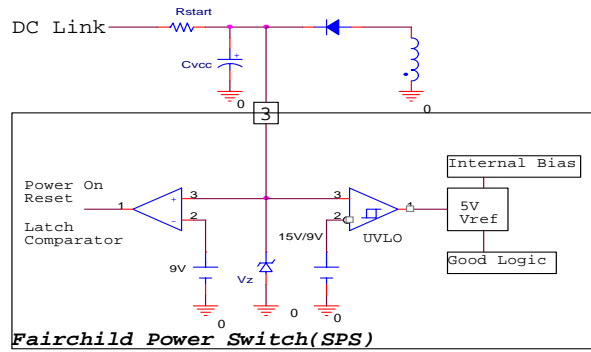 Rstart
DC Link
Cvcc
+
0
0
3
Internal Bias
Power On
Reset
1
3
+
3
1
5V
Vref
2
-
2
Latch
Comparator
15V/9V
UVLO
Good Logic
9V
Vz
0
0
0
Fairchild Power Switch(SPS)